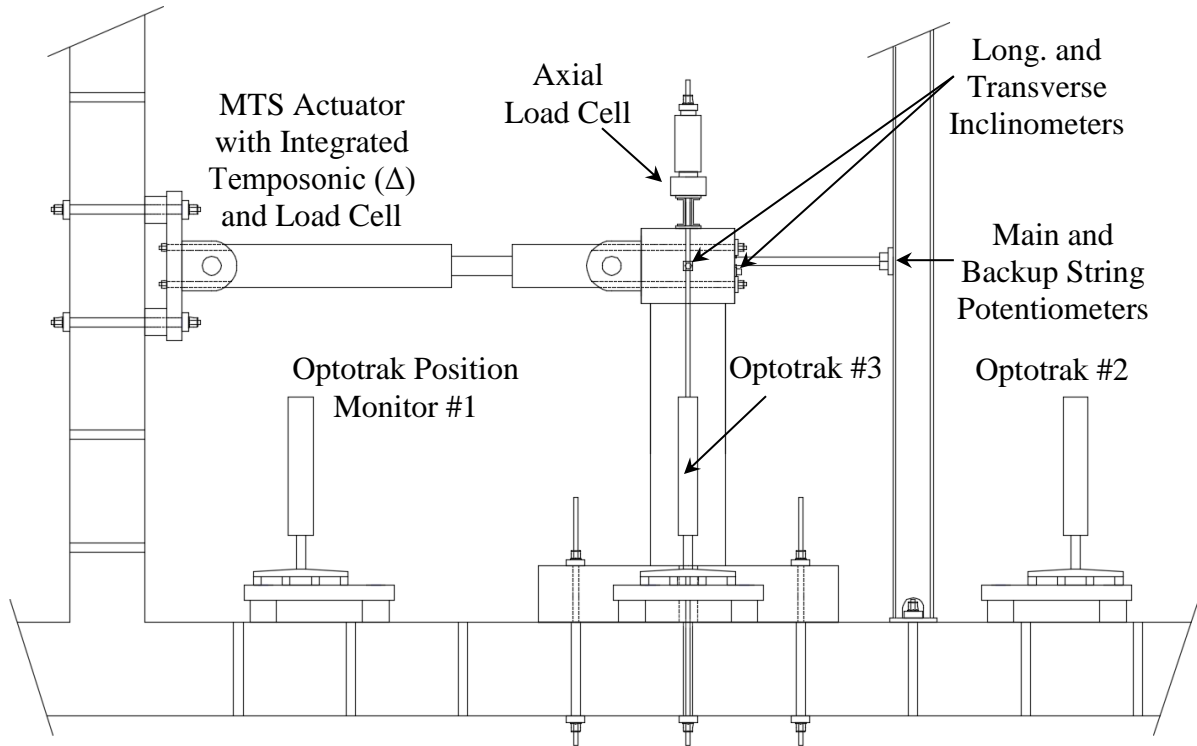 MTS Actuator
with Integrated
Temposonic (Δ)
and Load Cell
Axial
Load Cell
Long. and
Transverse
Inclinometers
Main and
Backup String
Potentiometers
Optotrak Position
Monitor #1
Optotrak #3
Optotrak #2